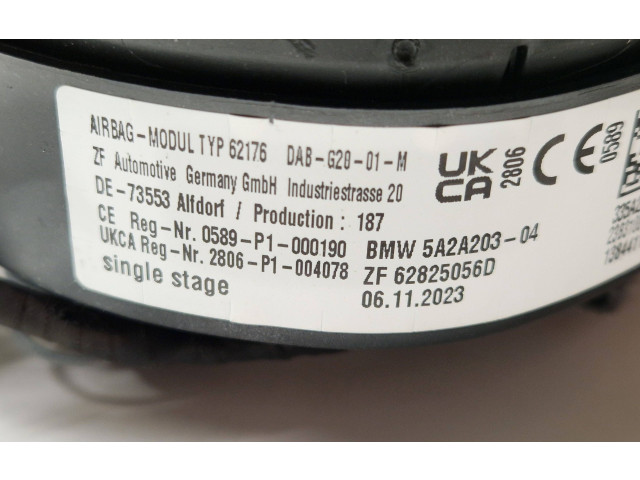 AIRBAG-MODUL TYP 62176 DAB-G20-01-M
ZF Automotive Germany GmbH Industriestrasse 20
DE-73553 Alfdorf / Production : 187
CE Reg-Nr. 0589-P1-000190 BMW 5A2A203-04
UKCA Reg-Nr. 2806-P1-004078 ZF 62825056D
single stage 06.11.2023
UK
CA
2806
CE
0589